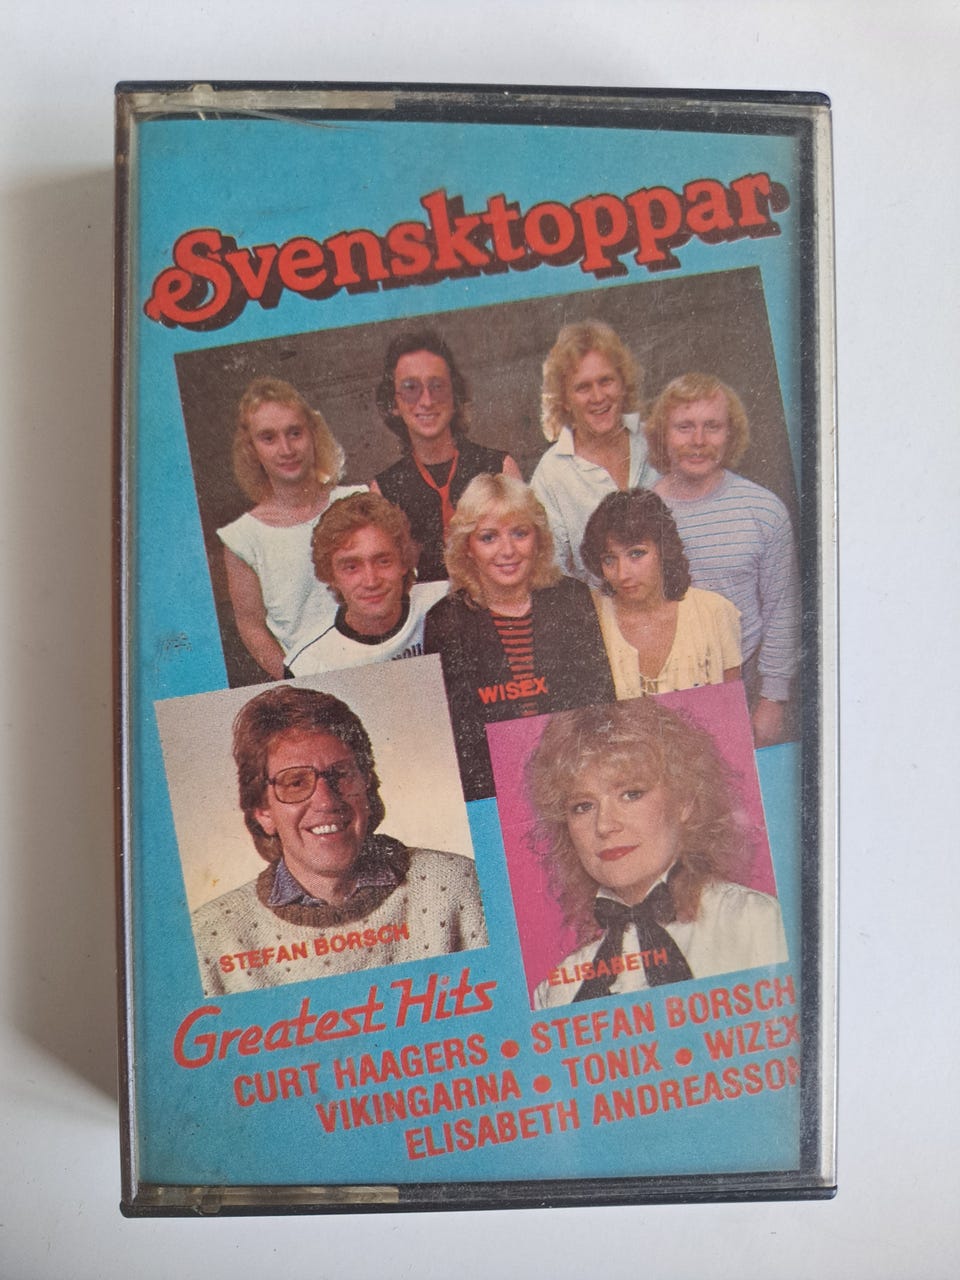 Svensktoppar
WISEX
STEFAN BORSCH
ELISABETH
Greatest Hits
CURT HAAGERS • STEFAN BORSCH
VIKINGARNA • TONIX • WIZEX
ELISABETH ANDREASSON